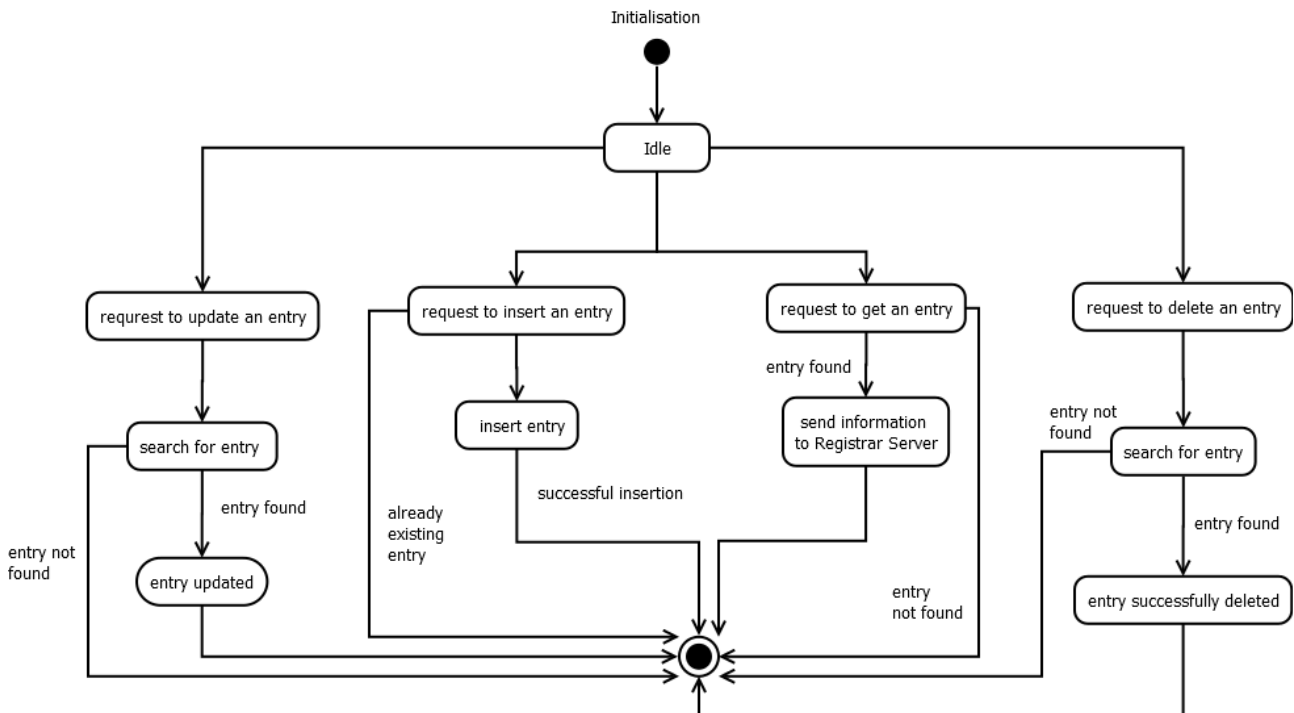 Initialisation
Idle
requrest to update an entry
request to insert an entry
request to get an entry
request to delete an entry
entry found
insert entry
send information
to Registrar Server
entry not
found
search for entry
search for entry
successful insertion
entry found
already
existing
entry
entry found
entry not
found
entry updated
entry
not found
entry successfully deleted